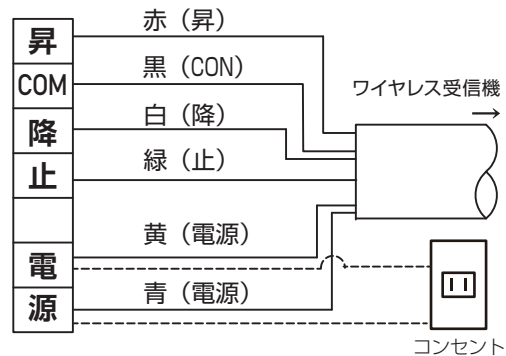 昇
赤（昇）
COM
黒（CON）
ワイヤレス受信機
→
降
白（降）
止
緑（止）
黄（電源）
電
青（電源）
源
コンセント